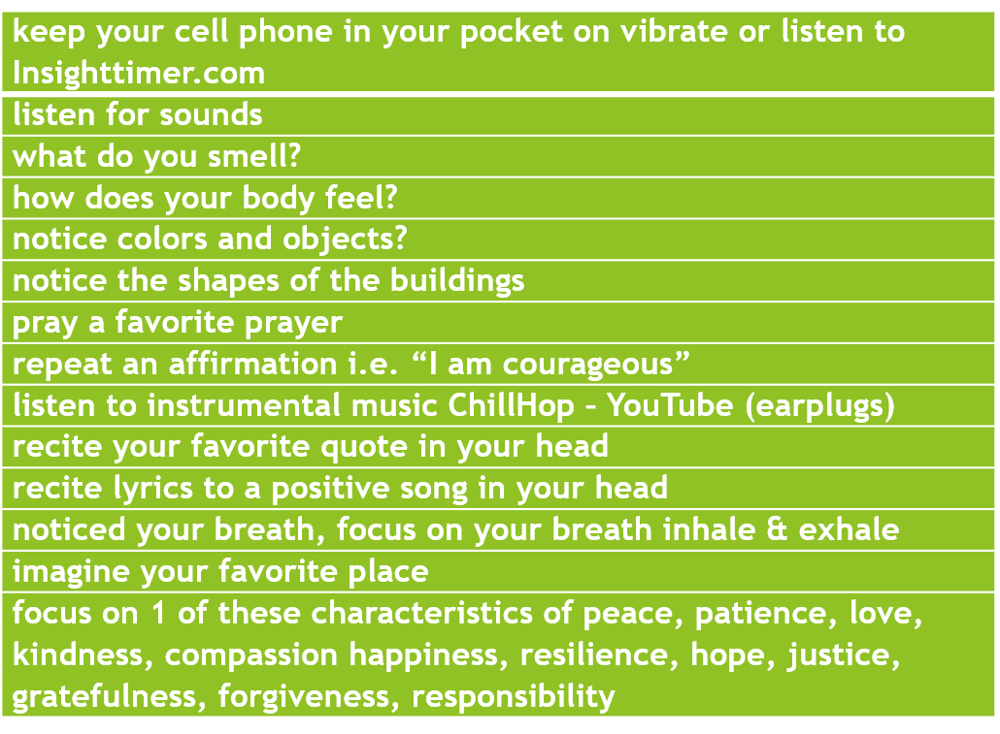 keep your cell phone in your pocket on vibrate or listen to
Insighttimer.com
listen for sounds
what do you smell?
how does your body feel?
notice colors and objects?
notice the shapes of the buildings
pray a favorite prayer
repeat an affirmation i.e. “I am courageous”
listen to instrumental music ChillHop – YouTube (earplugs)
recite your favorite quote in your head
recite lyrics to a positive song in your head
noticed your breath, focus on your breath inhale & exhale
imagine your favorite place
focus on 1 of these characteristics of peace, patience, love,
kindness, compassion happiness, resilience, hope, justice,
gratefulness, forgiveness, responsibility